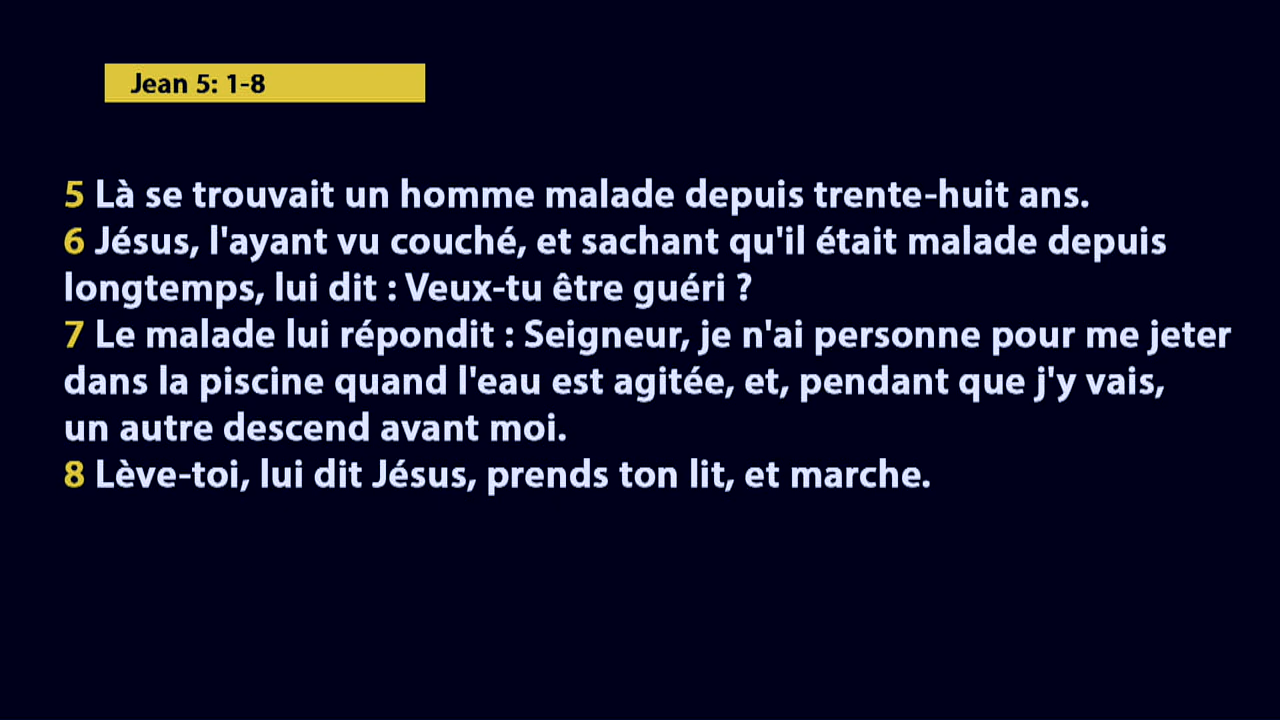 Jean 5: 1-8
5 Là se trouvait un homme malade depuis trente-huit ans.
6 Jésus, l'ayant vu couché, et sachant qu'il était malade depuis
longtemps, lui dit : Veux-tu être guéri ?
7 Le malade lui répondit : Seigneur, je n'ai personne pour me jeter
dans la piscine quand l'eau est agitée, et, pendant que j'y vais,
un autre descend avant moi.
8 Lève-toi, lui dit Jésus, prends ton lit, et marche.